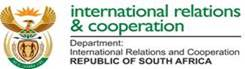 international relations
& cooperation
Department:
International Relations and Cooperation
REPUBLIC OF SOUTH AFRICA